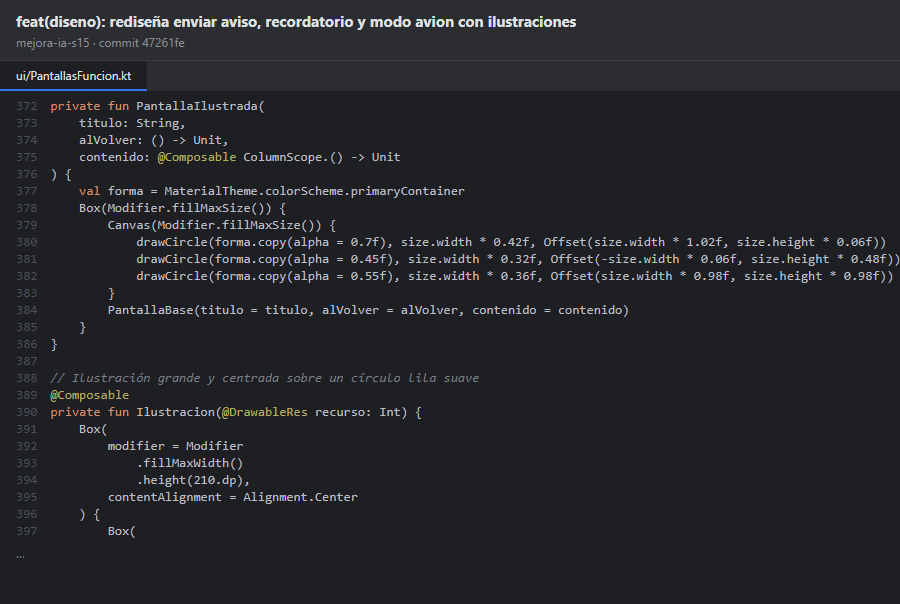 feat(diseno): rediseña enviar aviso, recordatorio y modo avion con ilustraciones
mejora-ia-s15 · commit 47261fe
ui/PantallasFuncion.kt
372 private fun PantallaIlustrada(
373     titulo: String,
374     alVolver: () -> Unit,
375     contenido: @Composable ColumnScope.() -> Unit
376 ) {
377     val forma = MaterialTheme.colorScheme.primaryContainer
378     Box(Modifier.fillMaxSize()) {
379         Canvas(Modifier.fillMaxSize()) {
380             drawCircle(forma.copy(alpha = 0.7f), size.width * 0.42f, Offset(size.width * 1.02f, size.height * 0.06f))
381             drawCircle(forma.copy(alpha = 0.45f), size.width * 0.32f, Offset(-size.width * 0.06f, size.height * 0.48f))
382             drawCircle(forma.copy(alpha = 0.55f), size.width * 0.36f, Offset(size.width * 0.98f, size.height * 0.98f))
383         }
384         PantallaBase(titulo = titulo, alVolver = alVolver, contenido = contenido)
385     }
386 }
387
388 // Ilustración grande y centrada sobre un círculo lila suave
389 @Composable
390 private fun Ilustracion(@DrawableRes recurso: Int) {
391     Box(
392         modifier = Modifier
393             .fillMaxWidth()
394             .height(210.dp),
395         contentAlignment = Alignment.Center
396     ) {
397         Box(
…